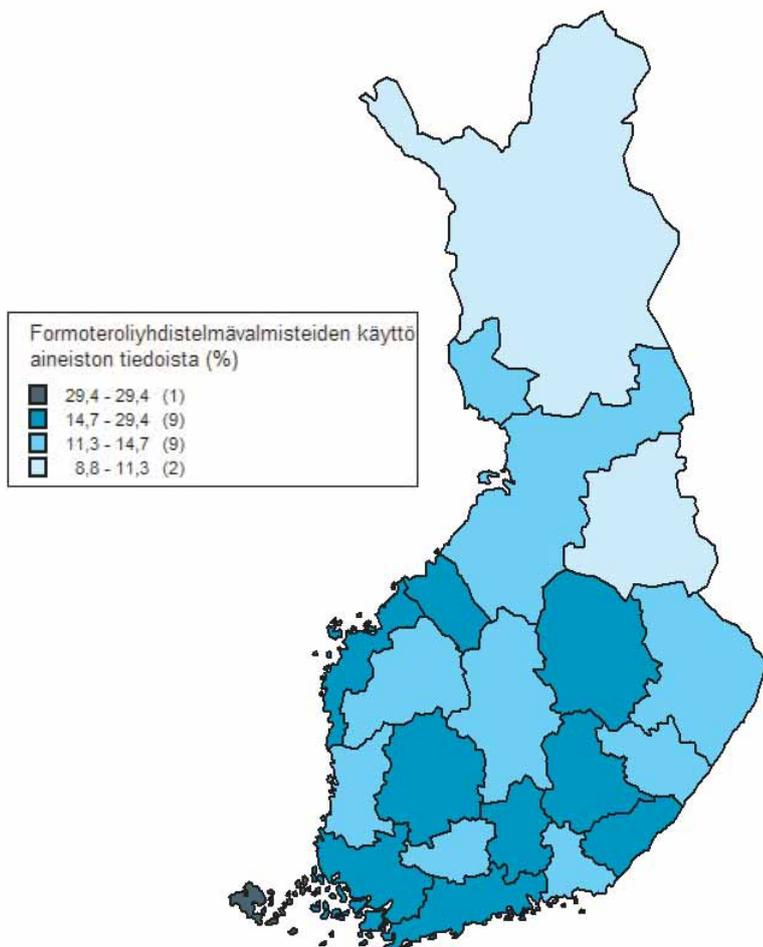 Formoteroliyhdistelmävalmisteiden käyttö
aineiston tiedoista (%)
29,4 - 29,4 (1)
14,7 - 29,4 (9)
11,3 - 14,7 (9)
8,8 - 11,3 (2)